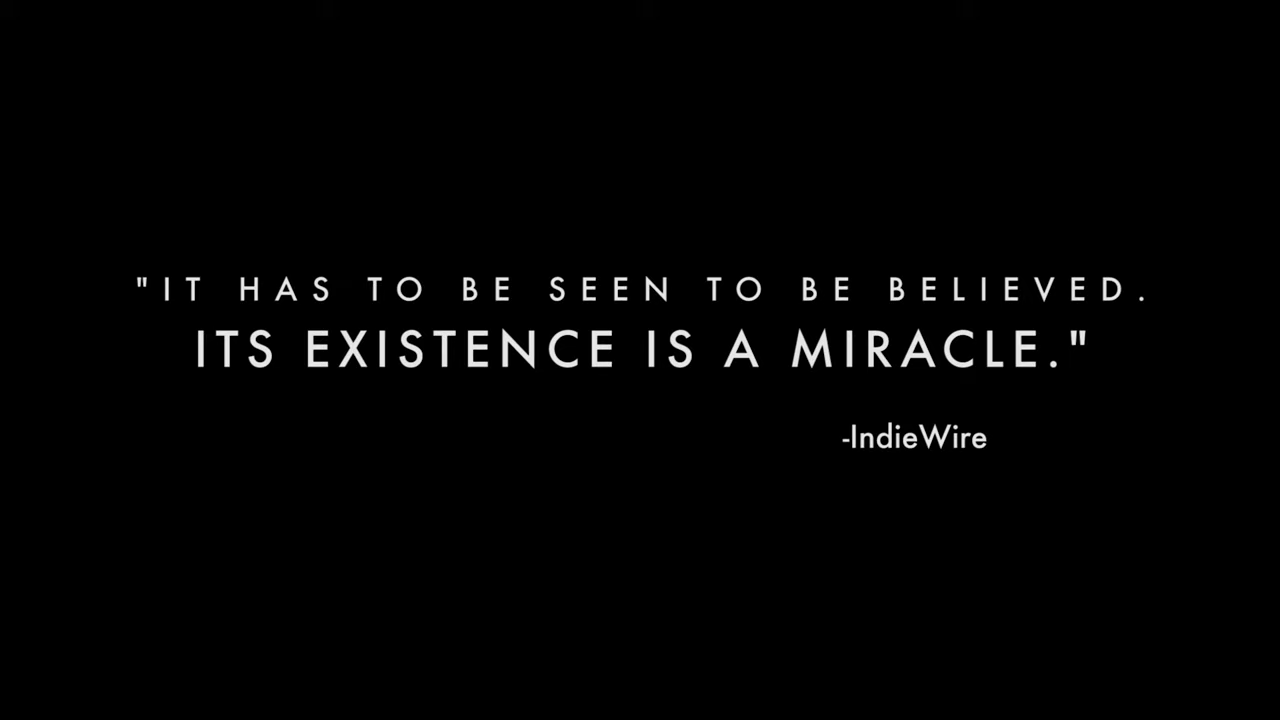 "IT HAS TO BE SEEN TO BE BELIEVED.
ITS EXISTENCE IS A MIRACLE."
-IndieWire